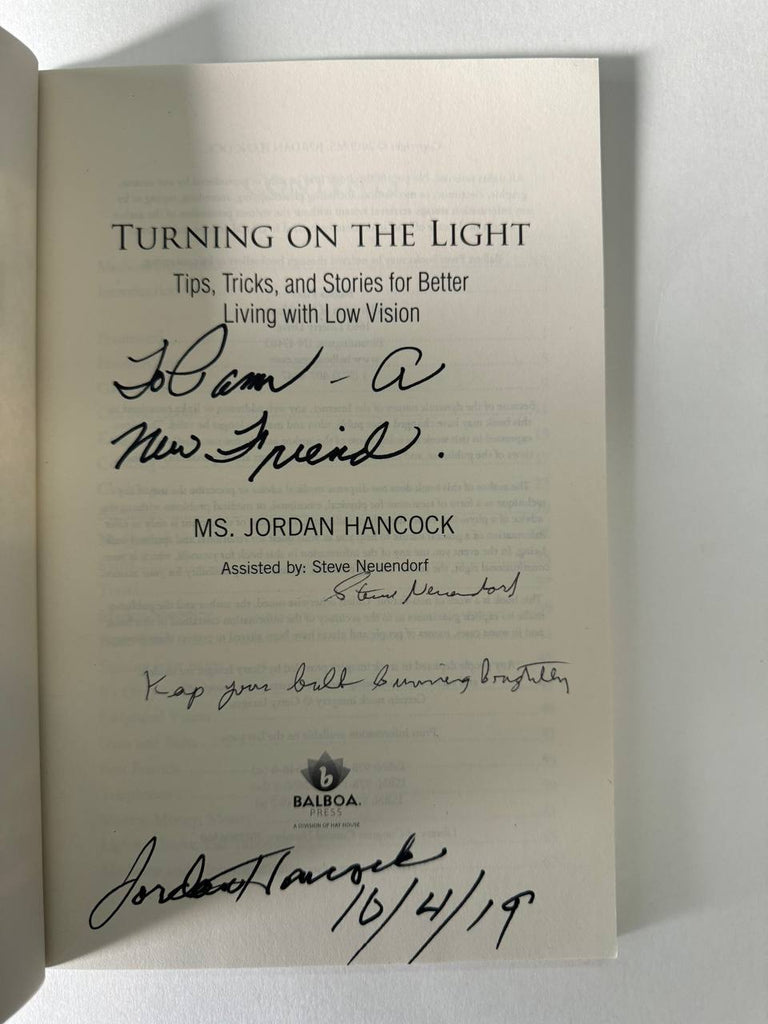 TURNING ON THE LIGHT
Tips, Tricks, and Stories for Better
Living with Low Vision
To Pam - A
New Friend.
MS. JORDAN HANCOCK
Assisted by: Steve Neuendorf
Steve Neuendorf
Keep your bulb burning brightly
b
BALBOA.
PRESS
A DIVISION OF HAY HOUSE
Jordan Hancock
10/4/19